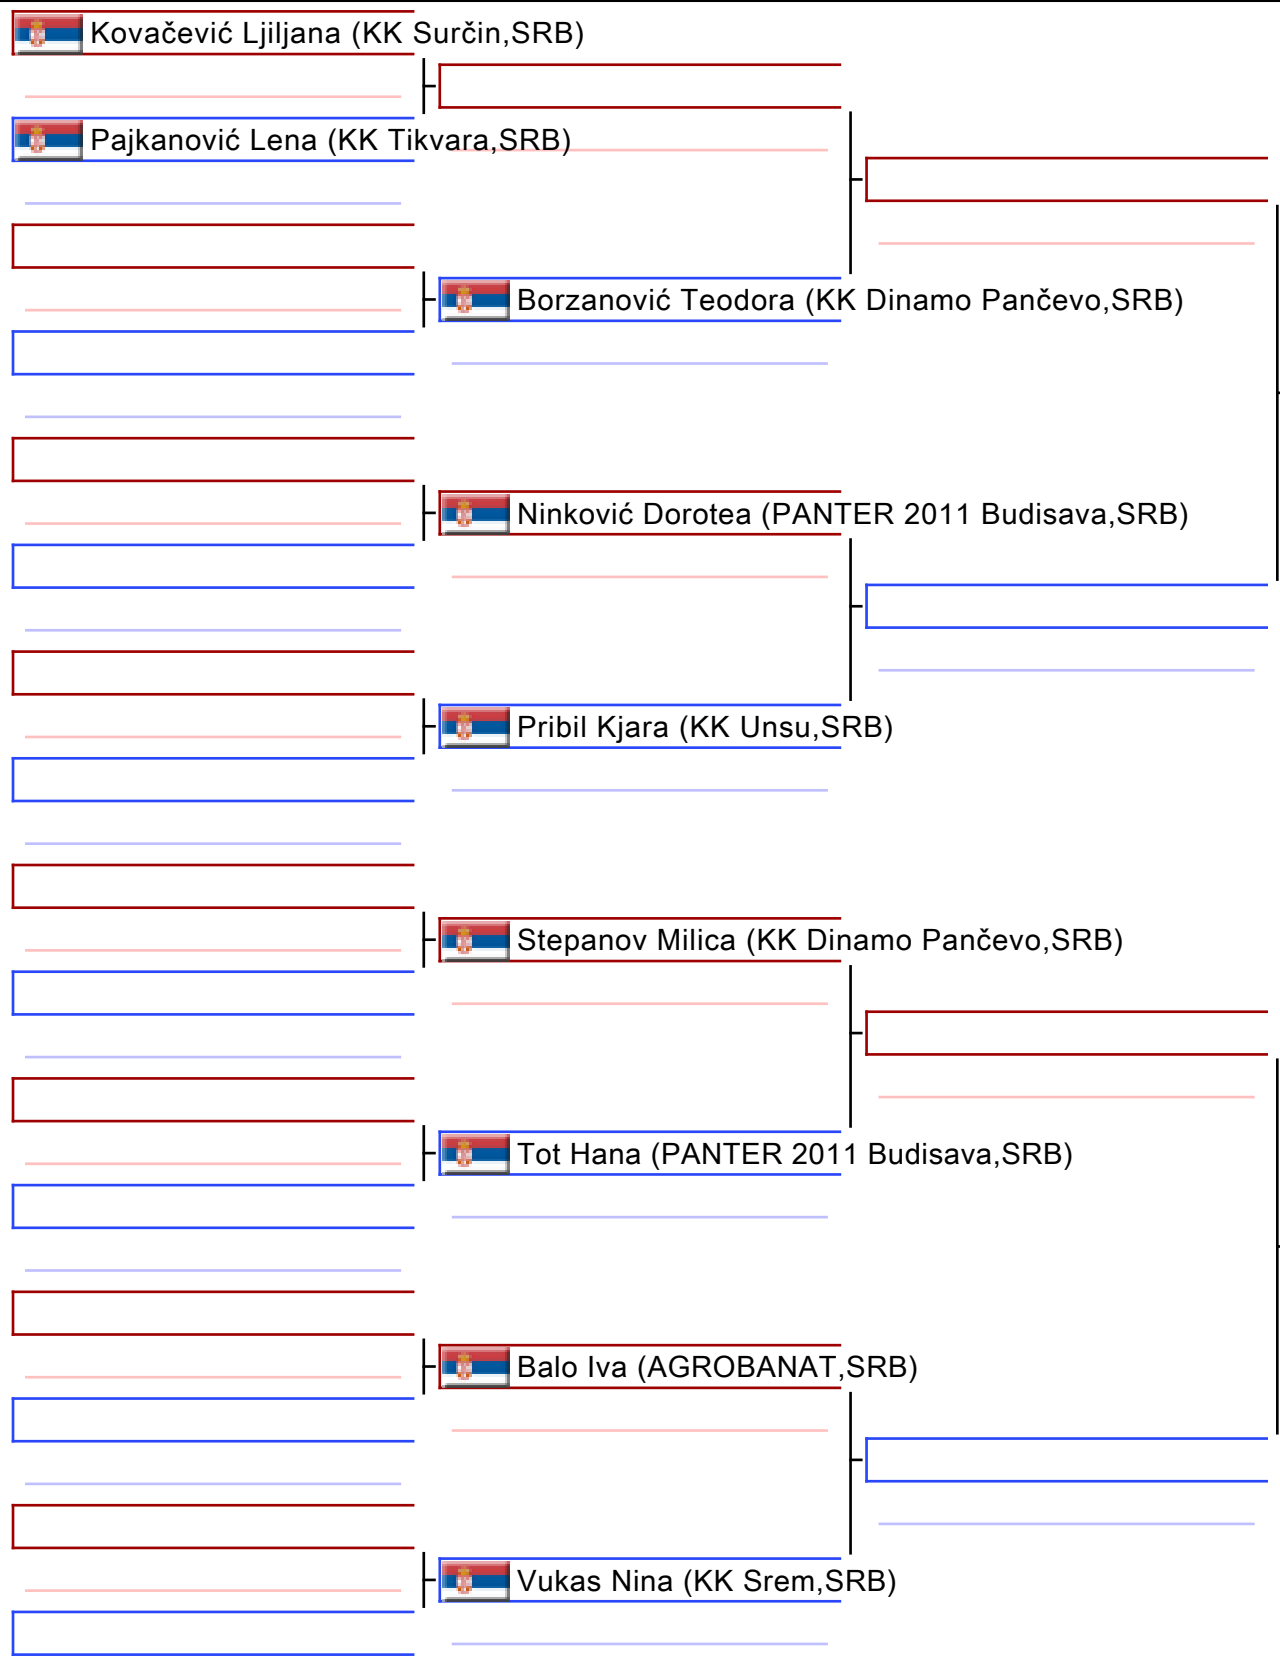 Kovačević Ljiljana (KK Surčin,SRB)
Pajkanović Lena (KK Tikvara,SRB)
Borzanović Teodora (KK Dinamo Pančevo,SRB)
Ninković Dorotea (PANTER 2011 Budisava,SRB)
Pribil Kjara (KK Unsu,SRB)
Stepanov Milica (KK Dinamo Pančevo,SRB)
Tot Hana (PANTER 2011 Budisava,SRB)
Balo Iva (AGROBANAT,SRB)
Vukas Nina (KK Srem,SRB)